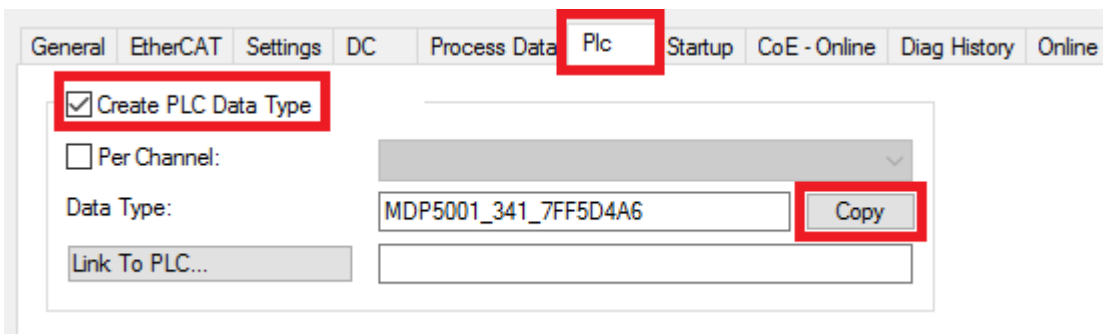 General EtherCAT Settings DC Process Data Plc Startup CoE - Online Diag History Online
Create PLC Data Type
Per Channel:
Data Type: MDP5001_341_7FF5D4A6 Copy
Link To PLC...